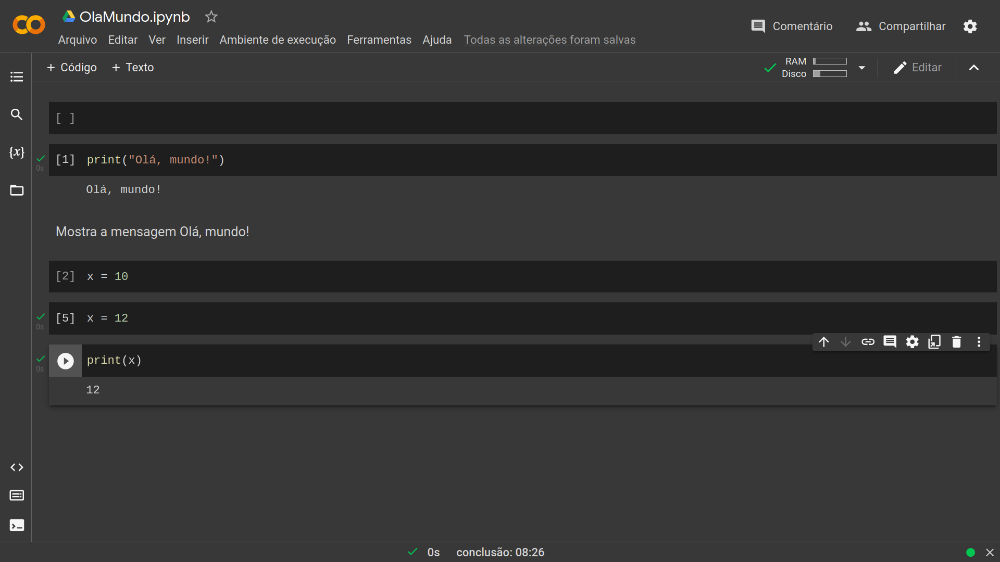 OlaMundo.ipynb
Arquivo Editar Ver Inserir Ambiente de execução Ferramentas Ajuda Todas as alterações foram salvas
Comentário Compartilhar
+ Código + Texto
RAM
Disco
Editar
[ ]
[1] print("Olá, mundo!")
0s
Olá, mundo!
Mostra a mensagem Olá, mundo!
[2] x = 10
[5] x = 12
0s
print(x)
0s
12
0s conclusão: 08:26